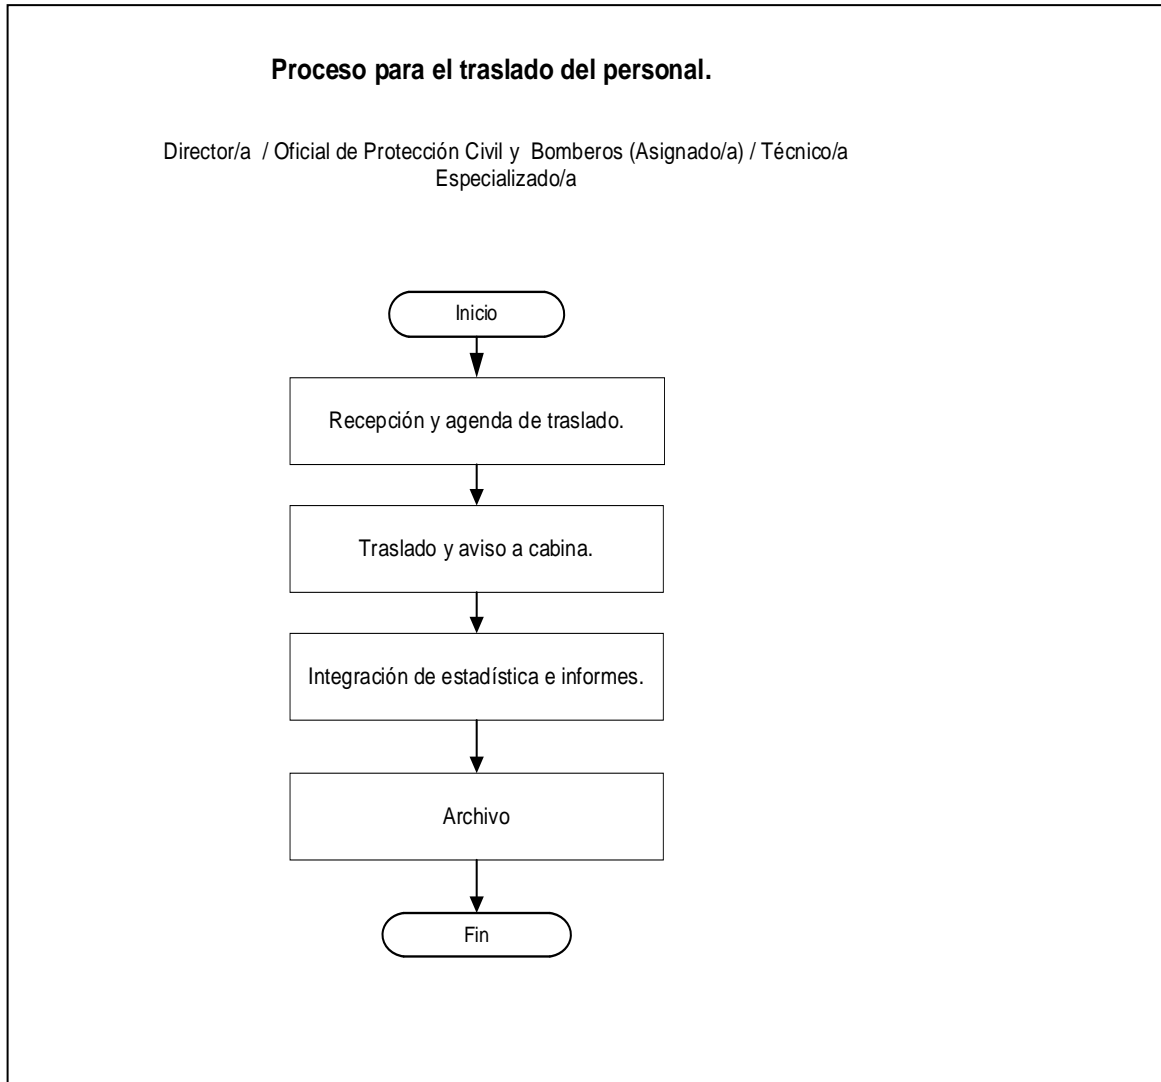 Proceso para el traslado del personal.
Director/a / Oficial de Protección Civil y Bomberos (Asignado/a) / Técnico/a
Especializado/a
Inicio
Recepción y agenda de traslado.
Traslado y aviso a cabina.
Integración de estadística e informes.
Archivo
Fin